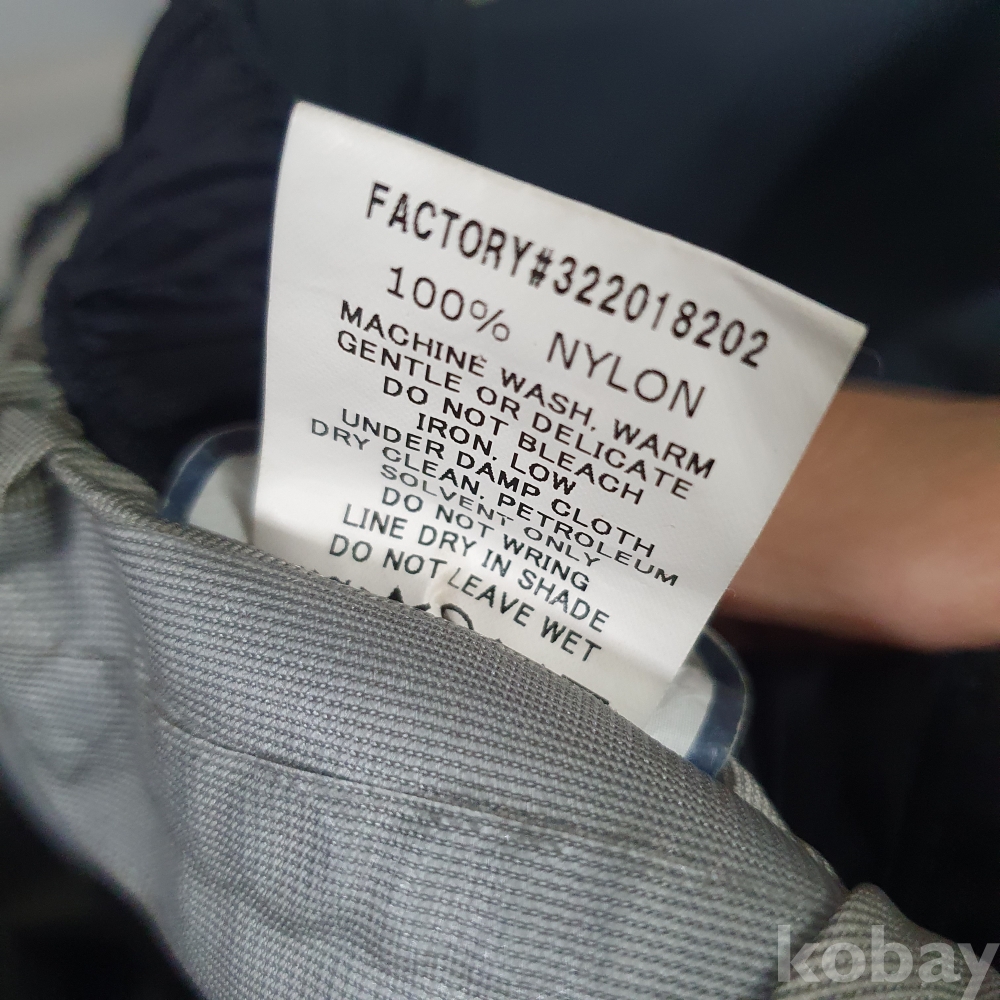 FACTORY#322018202
100% NYLON
MACHINE WASH, WARM
GENTLE OR DELICATE
DO NOT BLEACH
IRON, LOW
UNDER DAMP CLOTH
DRY CLEAN, PETROLEUM
SOLVENT ONLY
DO NOT WRING
LINE DRY IN SHADE
DO NOT LEAVE WET
kobay